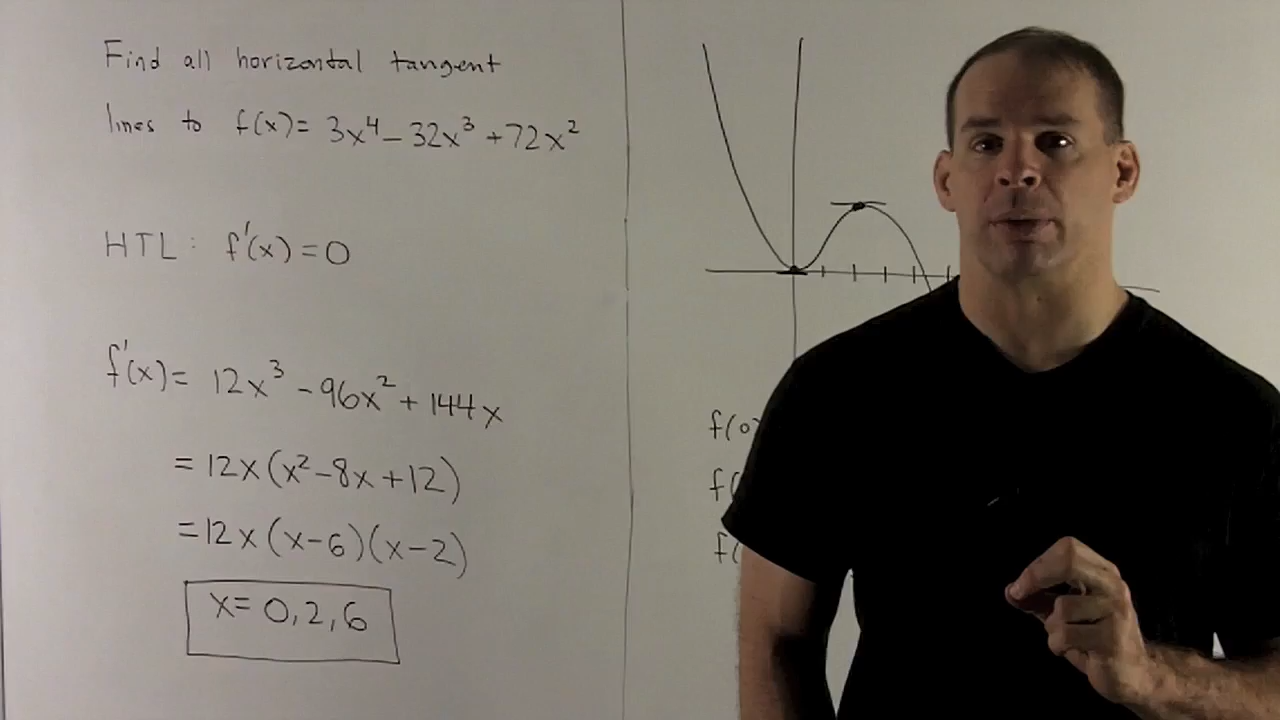 Find all horizontal tangent
lines to f(x)= 3x⁴ - 32x³ + 72x²
HTL: f'(x) = 0
f'(x) = 12x³ - 96x² + 144x
= 12x(x² - 8x + 12)
= 12x(x - 6)(x - 2)
x = 0, 2, 6
f(0)
f(
f(